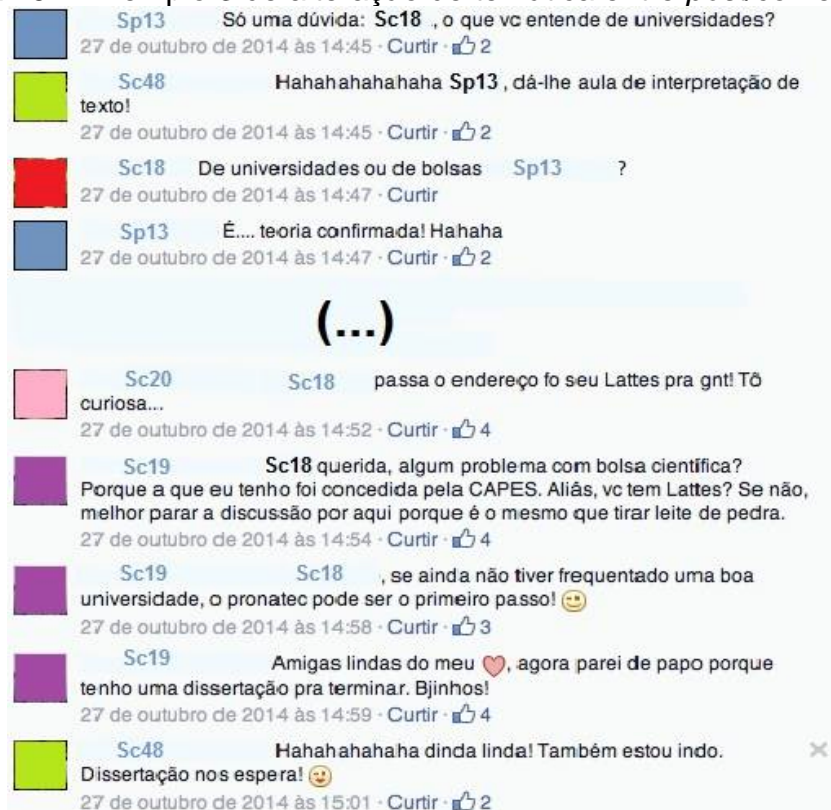 Sp13 Só uma dúvida: Sc18 , o que vc entende de universidades?
27 de outubro de 2014 às 14:45 · Curtir · 2
Sc48 Hahahahahahaha Sp13 , dá-lhe aula de interpretação de
texto!
27 de outubro de 2014 às 14:45 · Curtir · 2
Sc18 De universidades ou de bolsas Sp13 ?
27 de outubro de 2014 às 14:47 · Curtir
Sp13 É.... teoria confirmada! Hahaha
27 de outubro de 2014 às 14:47 · Curtir · 2
(...)
Sc20 Sc18 passa o endereço fo seu Lattes pra gnt! Tô
curiosa...
27 de outubro de 2014 às 14:52 · Curtir · 4
Sc19 Sc18 querida, algum problema com bolsa científica?
Porque a que eu tenho foi concedida pela CAPES. Aliás, vc tem Lattes? Se não,
melhor parar a discussão por aqui porque é o mesmo que tirar leite de pedra.
27 de outubro de 2014 às 14:54 · Curtir · 4
Sc19 Sc18 , se ainda não tiver frequentado uma boa
universidade, o pronatec pode ser o primeiro passo!
27 de outubro de 2014 às 14:58 · Curtir · 3
Sc19 Amigas lindas do meu , agora parei de papo porque
tenho uma dissertação pra terminar. Bjinhos!
27 de outubro de 2014 às 14:59 · Curtir · 4
Sc48 Hahahahahaha dinda linda! Também estou indo.
Dissertação nos espera!
27 de outubro de 2014 às 15:01 · Curtir · 2